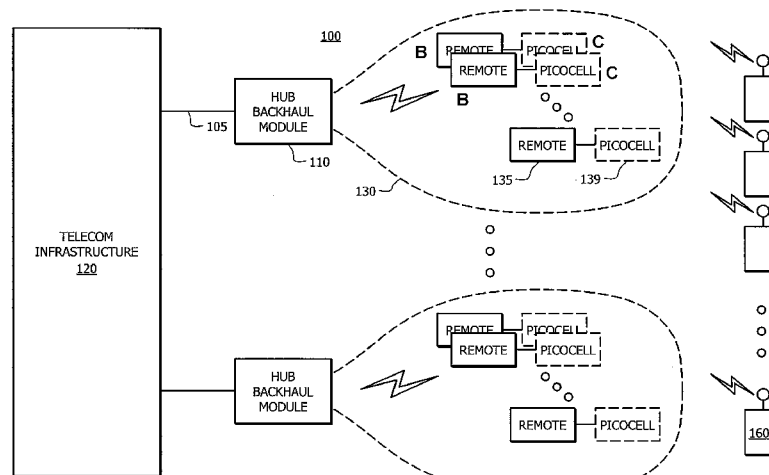 100
B
REMOTE
PICOCELL
C
REMOTE
PICOCELL
C
B
HUB
BACKHAUL
MODULE
105
110
REMOTE
PICOCELL
130
135
139
TELECOM
INFRASTRUCTURE
120
REMOTE
PICOCELL
REMOTE
PICOCELL
HUB
BACKHAUL
MODULE
REMOTE
PICOCELL
160